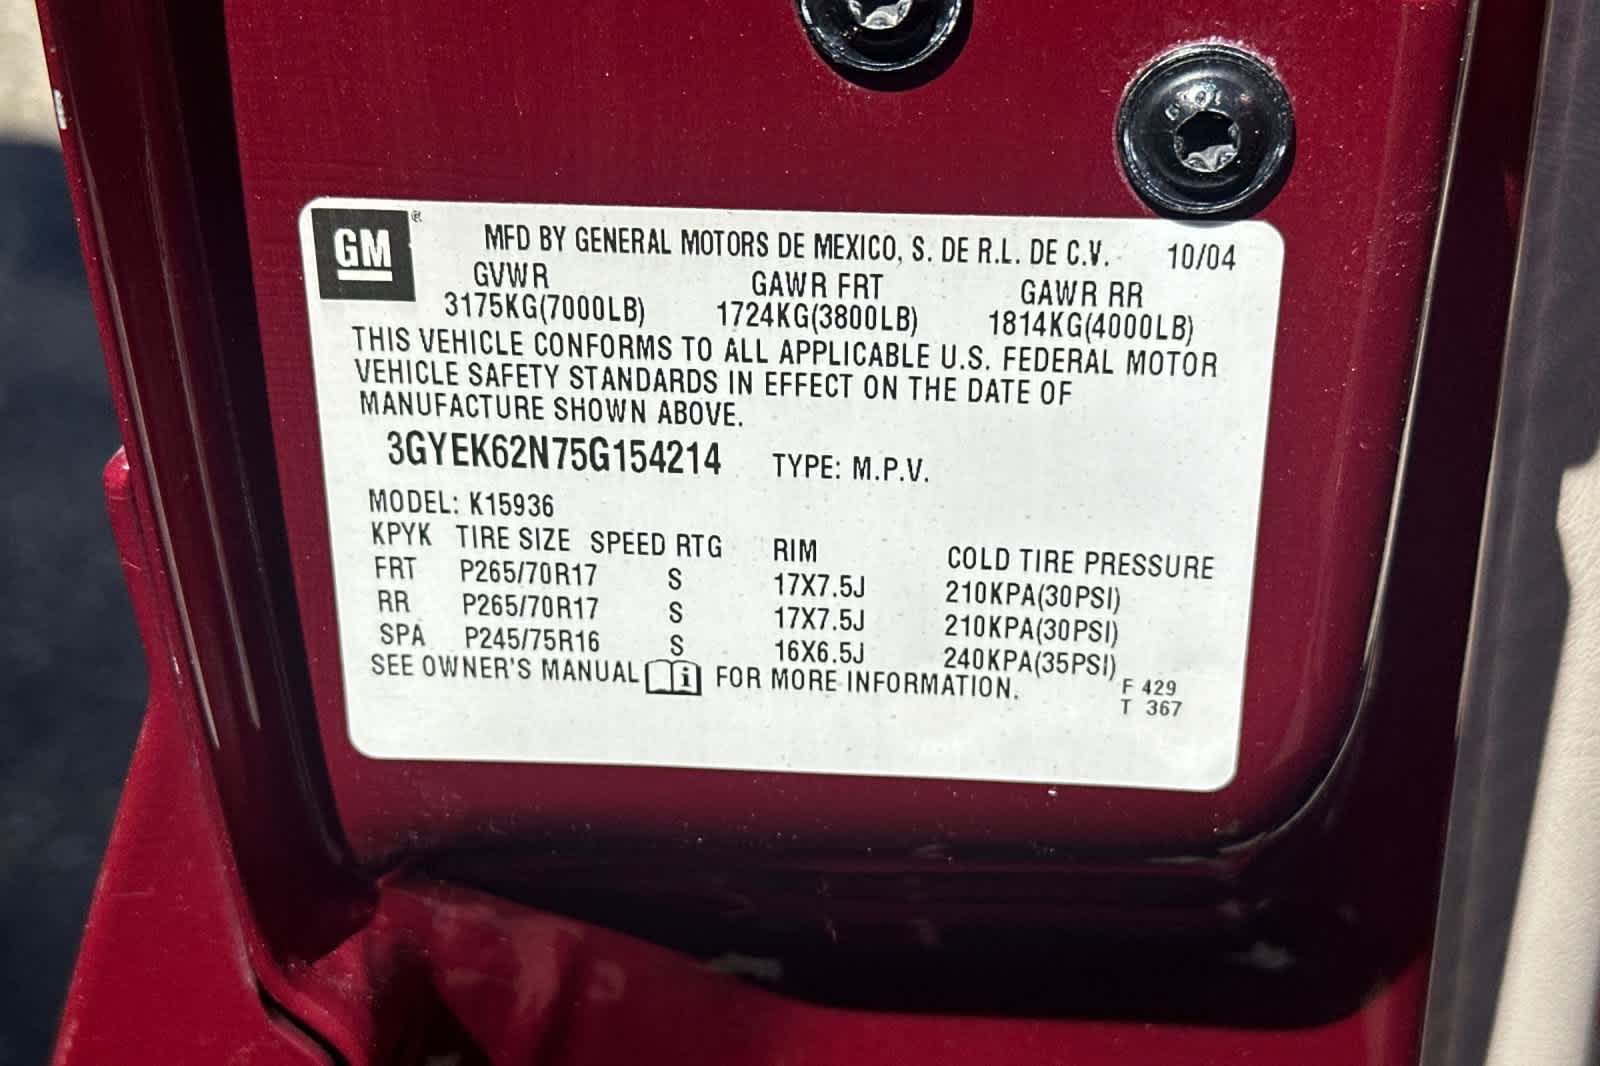 GM ® MFD BY GENERAL MOTORS DE MEXICO, S. DE R.L. DE C.V. 10/04
GVWR GAWR FRT GAWR RR
3175KG(7000LB) 1724KG(3800LB) 1814KG(4000LB)
THIS VEHICLE CONFORMS TO ALL APPLICABLE U.S. FEDERAL MOTOR
VEHICLE SAFETY STANDARDS IN EFFECT ON THE DATE OF
MANUFACTURE SHOWN ABOVE.
3GYEK62N75G154214 TYPE: M.P.V.
MODEL: K15936
KPYK TIRE SIZE SPEED RTG RIM COLD TIRE PRESSURE
FRT P265/70R17 S 17X7.5J 210KPA(30PSI)
RR P265/70R17 S 17X7.5J 210KPA(30PSI)
SPA P245/75R16 S 16X6.5J 240KPA(35PSI)
SEE OWNER'S MANUAL i FOR MORE INFORMATION.
F 429
T 367